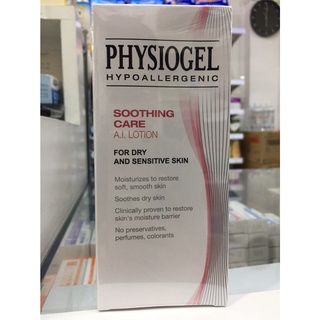 PHYSIOGEL
HYPOALLERGENIC
SOOTHING
CARE
A.I. LOTION
FOR DRY
AND SENSITIVE SKIN
Moisturizes to restore
soft, smooth skin
Soothes dry skin
Clinically proven to restore
skin's moisture barrier
No preservatives,
perfumes, colorants